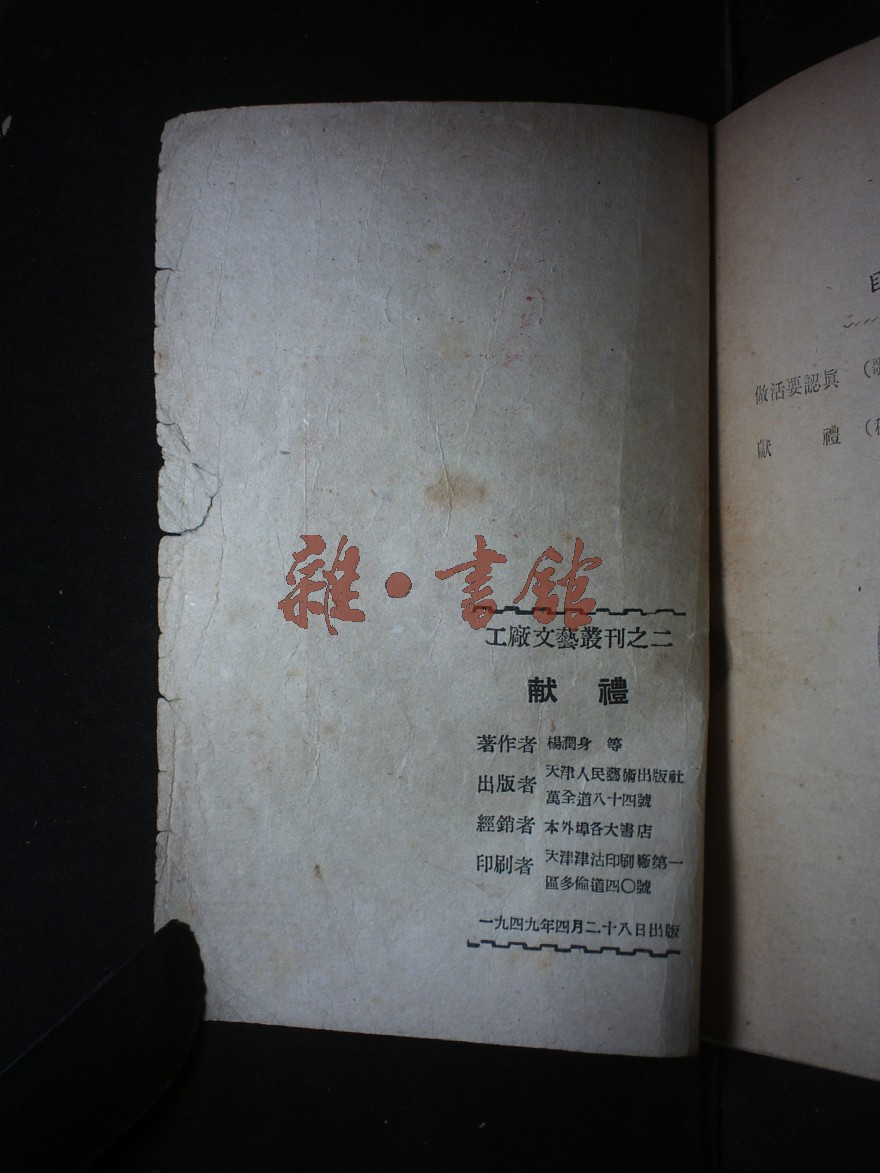 雜·書館
工廠文藝叢刊之二
献禮
著作者 楊潤身 等
出版者 天津人民藝術出版社
萬全道八十四號
經銷者 本外埠各大書店
印刷者 天津津沽印刷廠第一
區多倫道四〇號
一九四九年四月二十八日出版
做活要認眞
獻禮